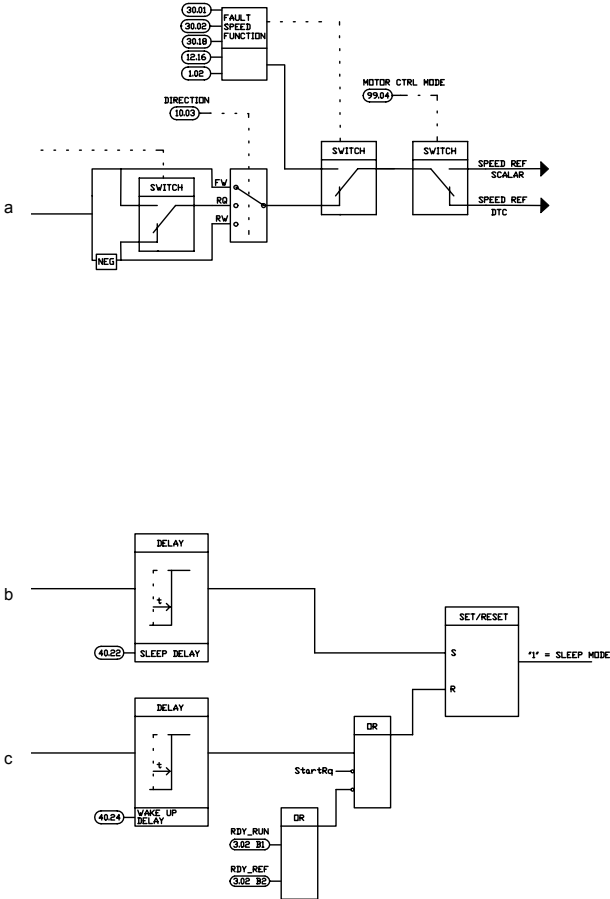 30.01
FAULT
SPEED
FUNCTION
30.02
30.18
12.16
1.02
MOTOR CTRL MODE
99.04
DIRECTION
10.03
SWITCH
SWITCH
SPEED REF
SCALAR
SPEED REF
DTC
SWITCH
FW
RQ
RW
a
NEG
DELAY
t
b
40.22
SLEEP DELAY
SET/RESET
S
"1" = SLEEP MODE
R
DELAY
OR
t
c
StartRq
40.24
WAKE UP
DELAY
OR
RDY_RUN
3.02 B1
RDY_REF
3.02 B2